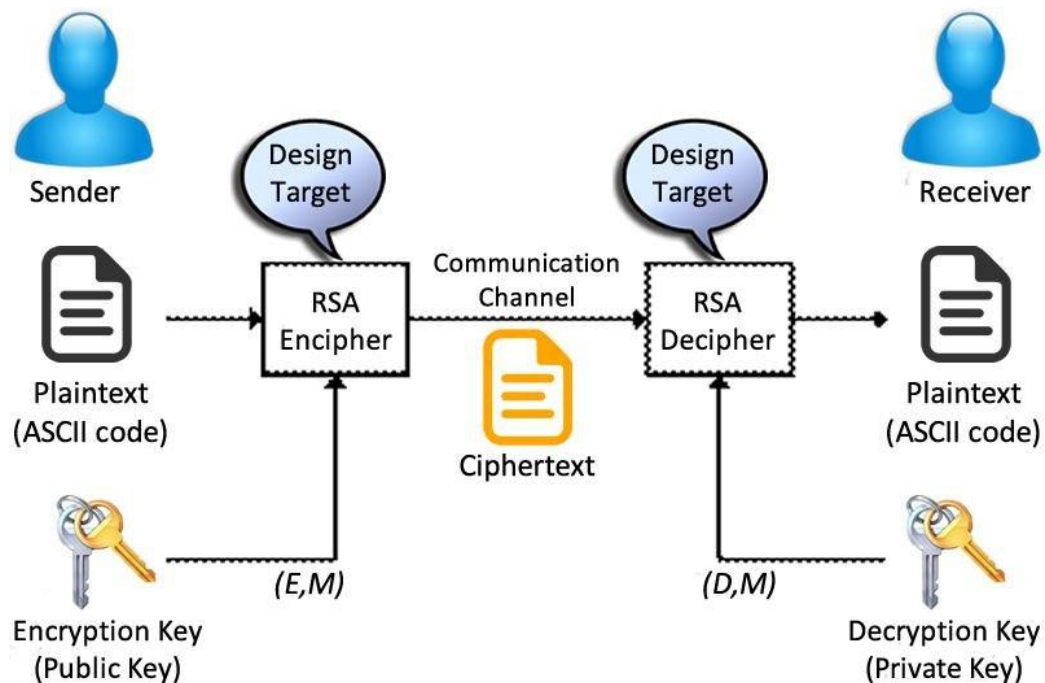 Sender
Design
Target
Design
Target
Receiver
Plaintext
(ASCII code)
RSA
Encipher
Communication
Channel
Ciphertext
RSA
Decipher
Plaintext
(ASCII code)
Encryption Key
(Public Key)
(E,M)
(D,M)
Decryption Key
(Private Key)